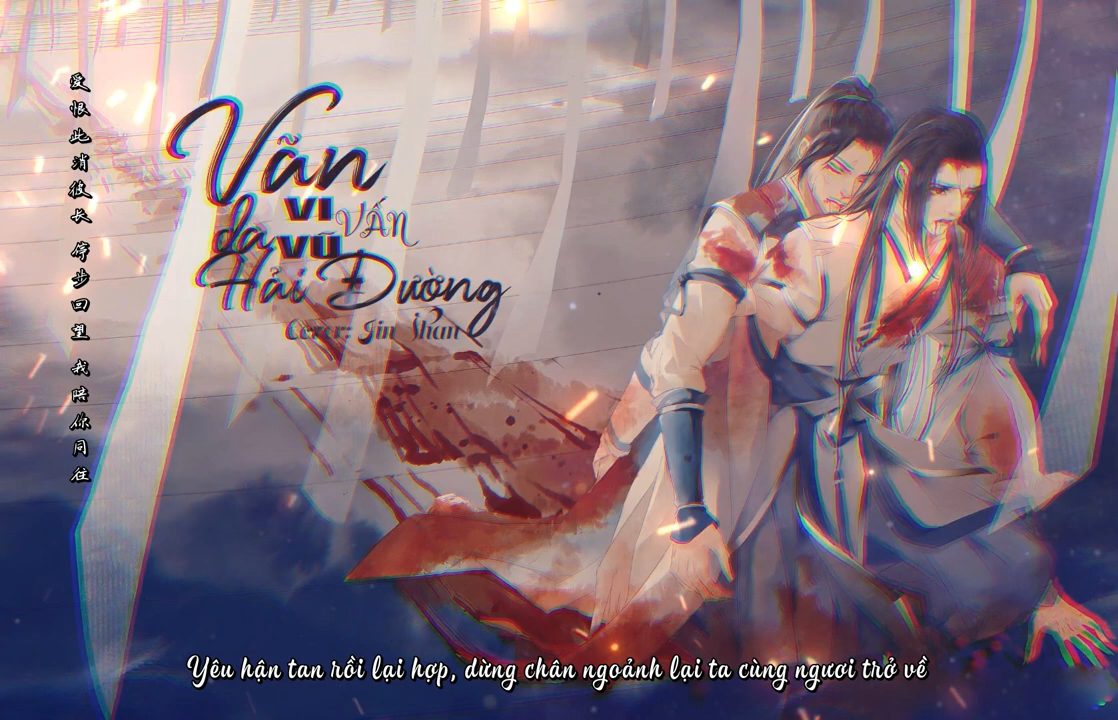 爱恨此消彼长 停步回望 我陪你同往
Vãn
VI VẤN
dạ VŨ
Hải Đường
Cover: Jin Shan
Yêu hận tan rồi lại hợp, dừng chân ngoảnh lại ta cùng ngươi trở về